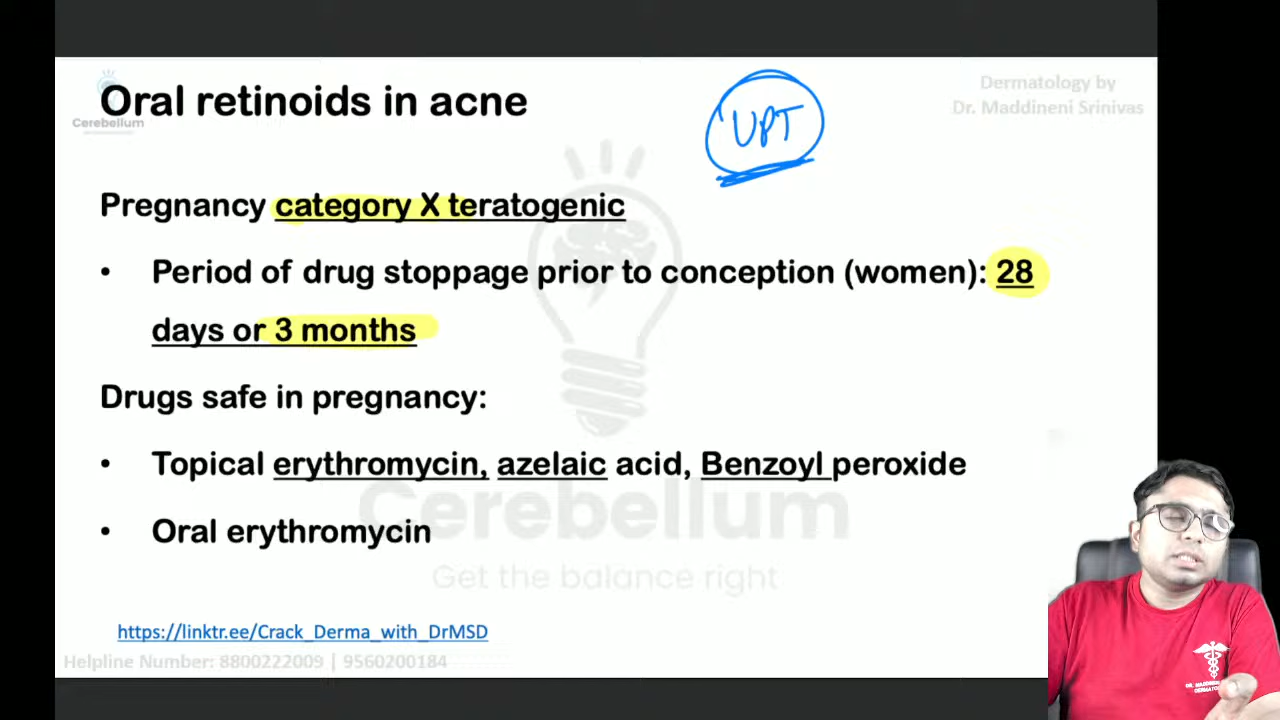 Oral retinoids in acne
Cerebellum
UPT
Dermatology by
Dr. Maddineni Srinivas
Pregnancy category X teratogenic
• Period of drug stoppage prior to conception (women): 28
days or 3 months
Drugs safe in pregnancy:
• Topical erythromycin, azelaic acid, Benzoyl peroxide
Cerebellum
• Oral erythromycin
Get the balance right
https://linktr.ee/Crack_Derma_with_DrMSD
Helpline Number: 8800222009 | 9560200184